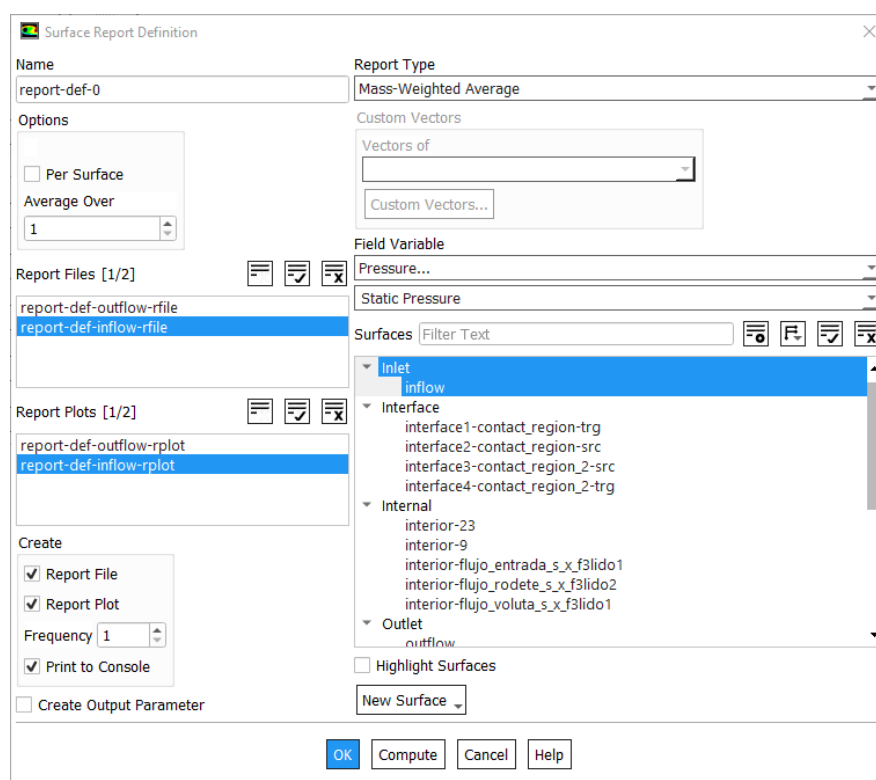 Surface Report Definition
Name
report-def-0
Options
Per Surface
Average Over
1
Report Files [1/2]
report-def-outflow-rfile
report-def-inflow-rfile
Report Plots [1/2]
report-def-outflow-rplot
report-def-inflow-rplot
Create
Report File
Report Plot
Frequency 1
Print to Console
Create Output Parameter
Report Type
Mass-Weighted Average
Custom Vectors
Vectors of
Custom Vectors...
Field Variable
Pressure...
Static Pressure
Surfaces Filter Text
Inlet
inflow
Interface
interface1-contact_region-trg
interface2-contact_region-src
interface3-contact_region_2-src
interface4-contact_region_2-trg
Internal
interior-23
interior-9
interior-flujo_entrada_s_x_f3lido1
interior-flujo_rodete_s_x_f3lido2
interior-flujo_voluta_s_x_f3lido1
Outlet
outflow
Highlight Surfaces
New Surface
OK Compute Cancel Help